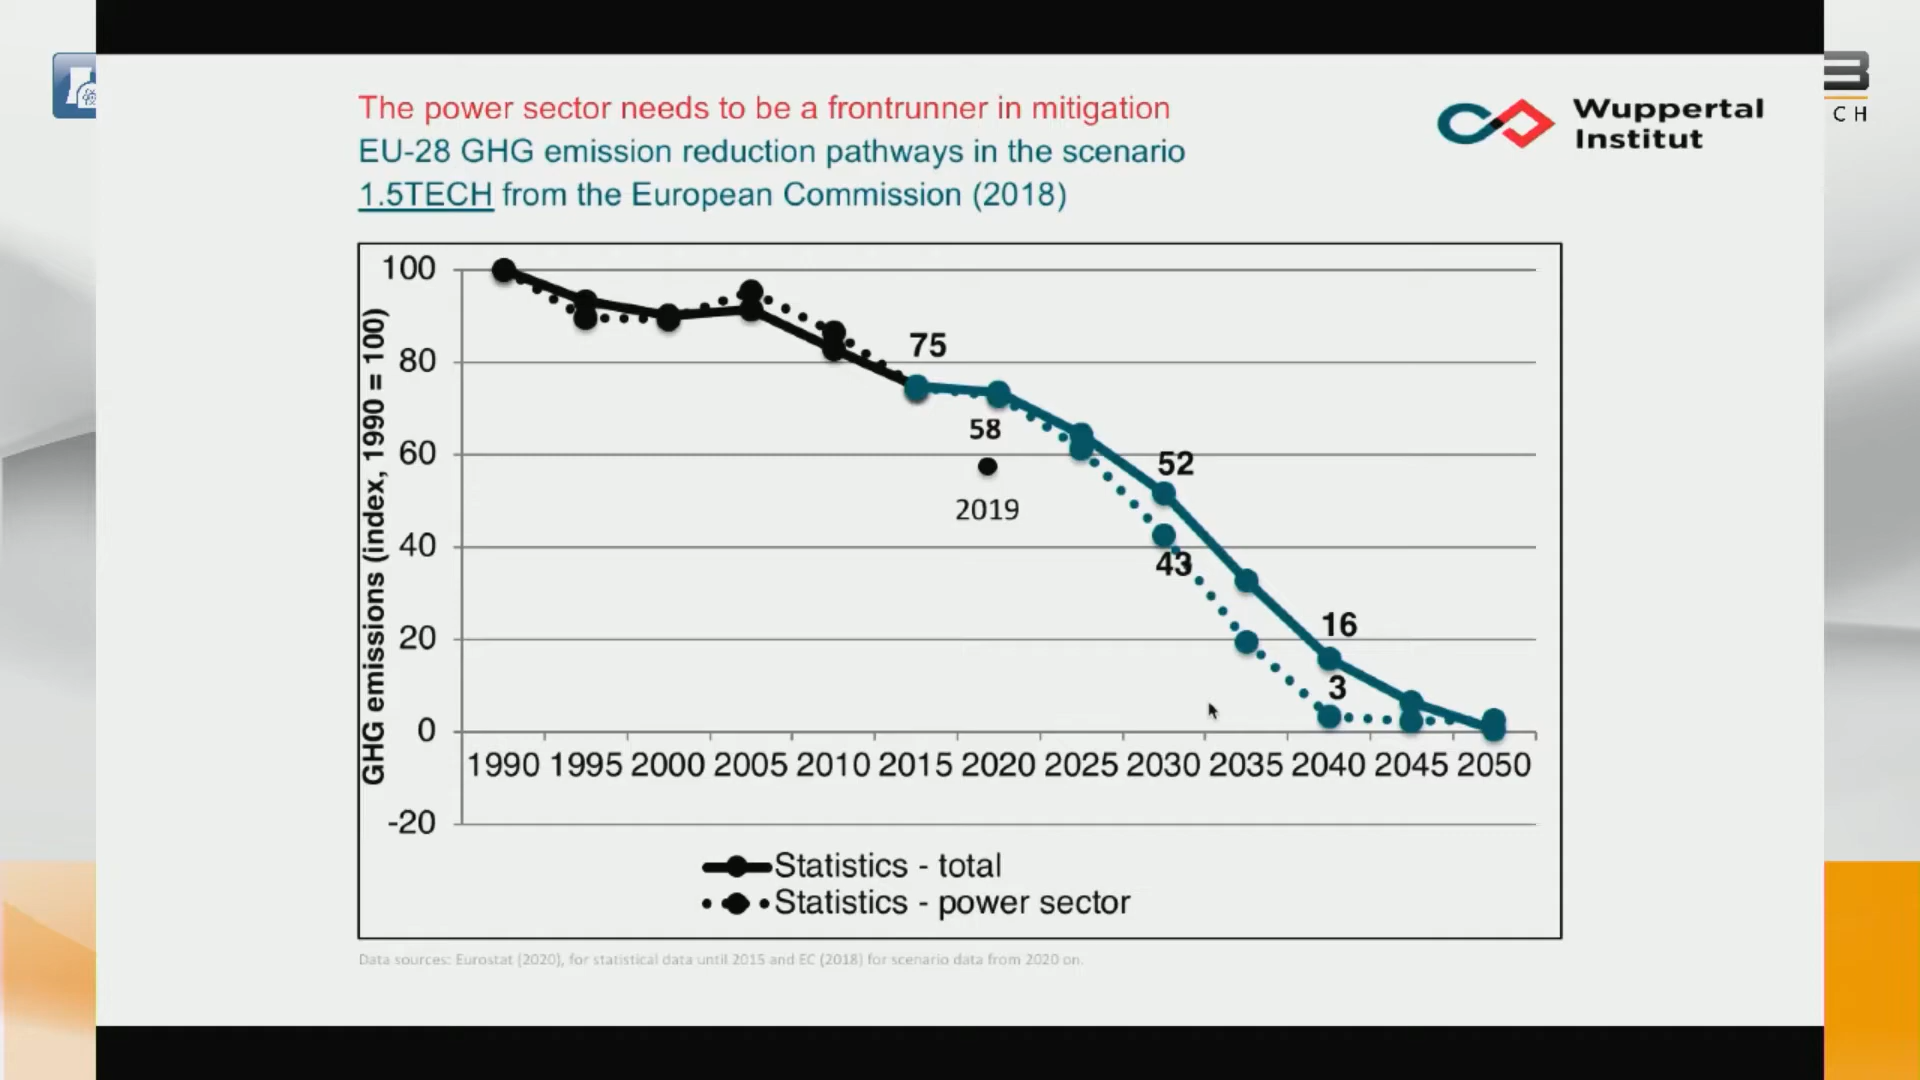 The power sector needs to be a frontrunner in mitigation
EU-28 GHG emission reduction pathways in the scenario
1.5TECH from the European Commission (2018)
Wuppertal
Institut
CH
GHG emissions (index, 1990 = 100)
100
80
60
40
20
0
-20
75
58
2019
52
43
16
3
1990 1995 2000 2005 2010 2015 2020 2025 2030 2035 2040 2045 2050
Statistics - total
Statistics - power sector
Data sources: Eurostat (2020), for statistical data until 2015 and EC (2018) for scenario data from 2020 on.